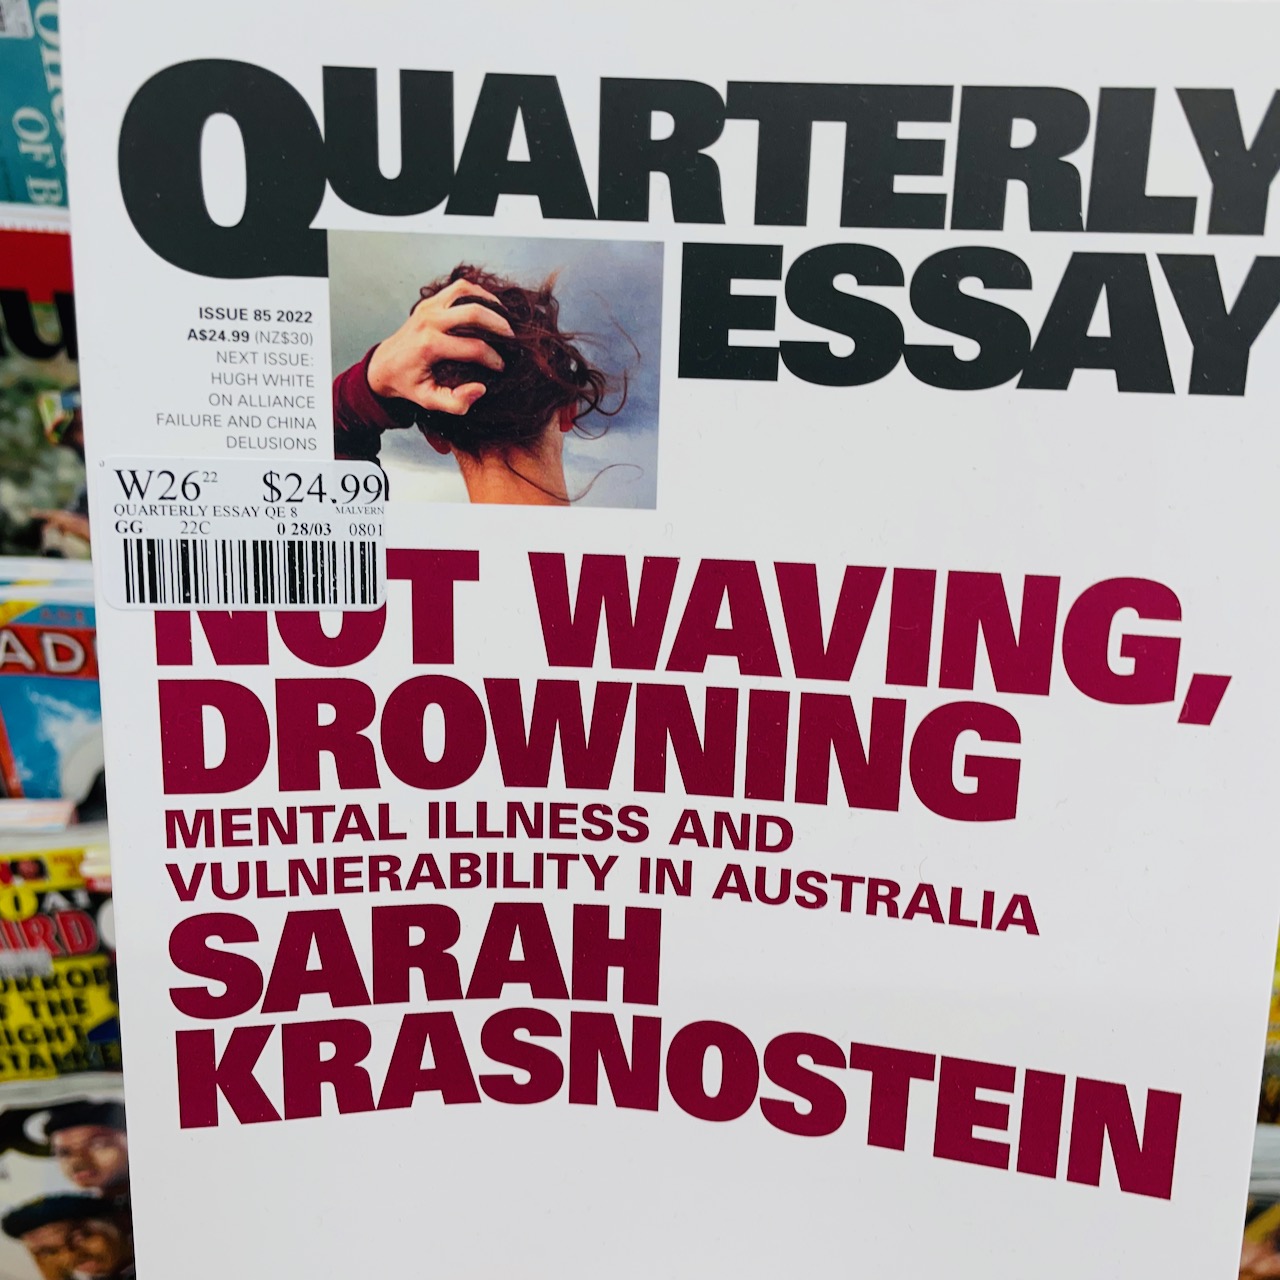 QUARTERLY
ESSAY
ISSUE 85 2022
A$24.99 (NZ$30)
NEXT ISSUE:
HUGH WHITE
ON ALLIANCE
FAILURE AND CHINA
DELUSIONS
W26 22 $24.99
QUARTERLY ESSAY QE 8 MALVERN
GG 22C 0 28/03 0801
NOT WAVING,
DROWNING
MENTAL ILLNESS AND
VULNERABILITY IN AUSTRALIA
SARAH
KRASNOSTEIN
OF B
THE